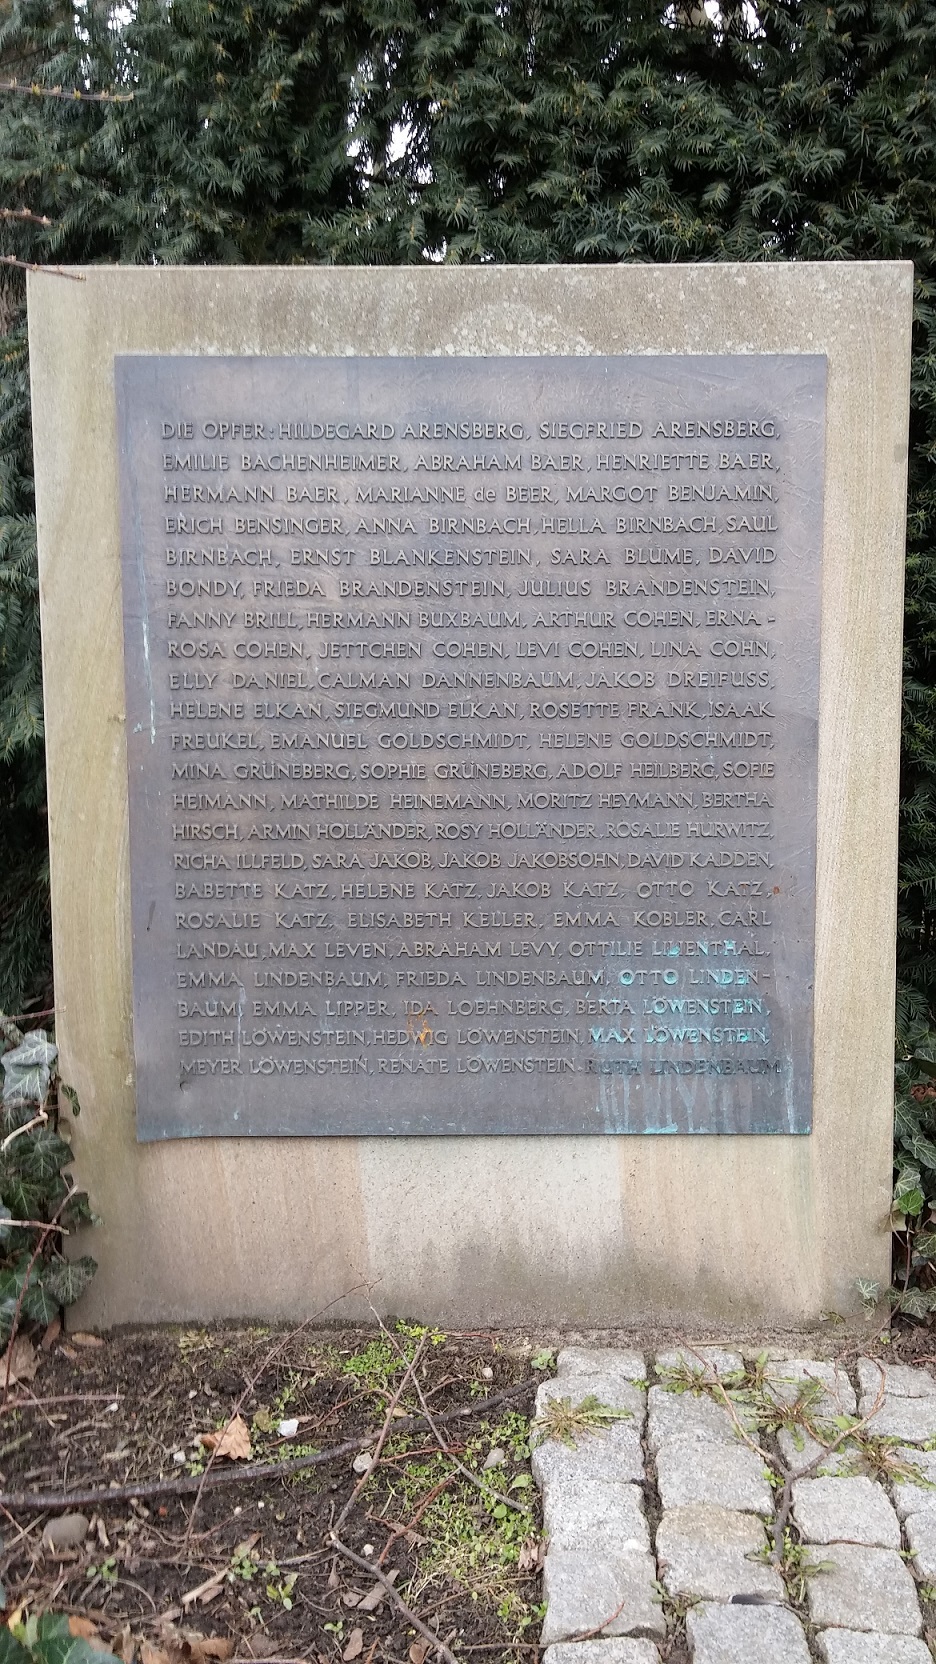 DIE OPFER: HILDEGARD ARENSBERG, SIEGFRIED ARENSBERG,
EMILIE BACHENHEIMER, ABRAHAM BAER, HENRIETTE BAER,
HERMANN BAER, MARIANNE de BEER, MARGOT BENJAMIN,
ERICH BENSINGER, ANNA BIRNBACH, HELLA BIRNBACH, SAUL
BIRNBACH, ERNST BLANKENSTEIN, SARA BLUME, DAVID
BONDY, FRIEDA BRANDENSTEIN, JULIUS BRANDENSTEIN,
FANNY BRILL, HERMANN BUXBAUM, ARTHUR COHEN, ERNA-
ROSA COHEN, JETTCHEN COHEN, LEVI COHEN, LINA COHN,
ELLY DANIEL, CALMAN DANNENBAUM, JAKOB DREIFUSS,
HELENE ELKAN, SIEGMUND ELKAN, ROSETTE FRANK, ISAAK
FREUKEL, EMANUEL GOLDSCHMIDT, HELENE GOLDSCHMIDT,
MINA GRÜNEBERG, SOPHIE GRÜNEBERG, ADOLF HEILBERG, SOFIE
HEIMANN, MATHILDE HEINEMANN, MORITZ HEYMANN, BERTHA
HIRSCH, ARMIN HOLLÄNDER, ROSY HOLLÄNDER, ROSALIE HURWITZ,
RICHA ILLFELD, SARA JAKOB, JAKOB JAKOBSOHN, DAVID KADDEN,
BABETTE KATZ, HELENE KATZ, JAKOB KATZ, OTTO KATZ,
ROSALIE KATZ, ELISABETH KELLER, EMMA KOBLER, CARL
LANDAU, MAX LEVEN, ABRAHAM LEVY, OTTILIE LILIENTHAL,
EMMA LINDENBAUM, FRIEDA LINDENBAUM, OTTO LINDEN-
BAUM, EMMA LIPPER, IDA LOEHNBERG, BERTA LÖWENSTEIN,
EDITH LÖWENSTEIN, HEDWIG LÖWENSTEIN, MAX LÖWENSTEIN,
MEYER LÖWENSTEIN, RENATE LÖWENSTEIN. RUTH LINDENBAUM